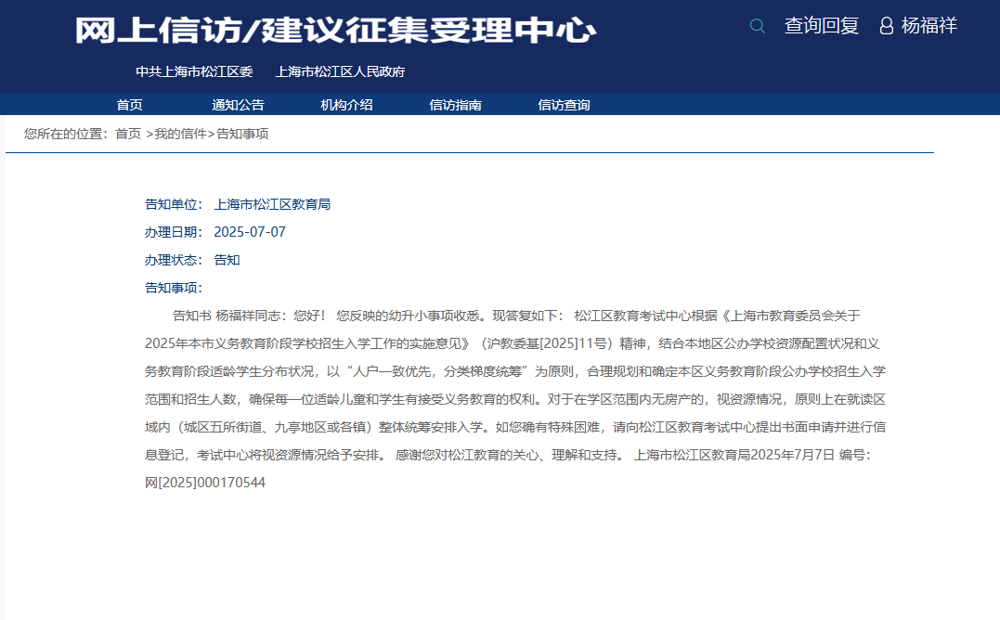 网上信访/建议征集受理中心
查询回复 杨福祥
中共上海市松江区委 上海市松江区人民政府
首页 通知公告 机构介绍 信访指南 信访查询
您所在的位置：首页 >我的信件>告知事项
告知单位： 上海市松江区教育局
办理日期： 2025-07-07
办理状态： 告知
告知事项：
告知书 杨福祥同志：您好！ 您反映的幼升小事项收悉。现答复如下： 松江区教育考试中心根据《上海市教育委员会关于
2025年本市义务教育阶段学校招生入学工作的实施意见》（沪教委基[2025]11号）精神，结合本地区公办学校资源配置状况和义
务教育阶段适龄学生分布状况，以“人户一致优先，分类梯度统筹”为原则，合理规划和确定本区义务教育阶段公办学校招生入学
范围和招生人数，确保每一位适龄儿童和学生有接受义务教育的权利。对于在学区范围内无房产的，视资源情况，原则上在就读区
域内（城区五所街道、九亭地区或各镇）整体统筹安排入学。如您确有特殊困难，请向松江区教育考试中心提出书面申请并进行信
息登记，考试中心将视资源情况给予安排。 感谢您对松江教育的关心、理解和支持。 上海市松江区教育局2025年7月7日 编号：
网[2025]000170544